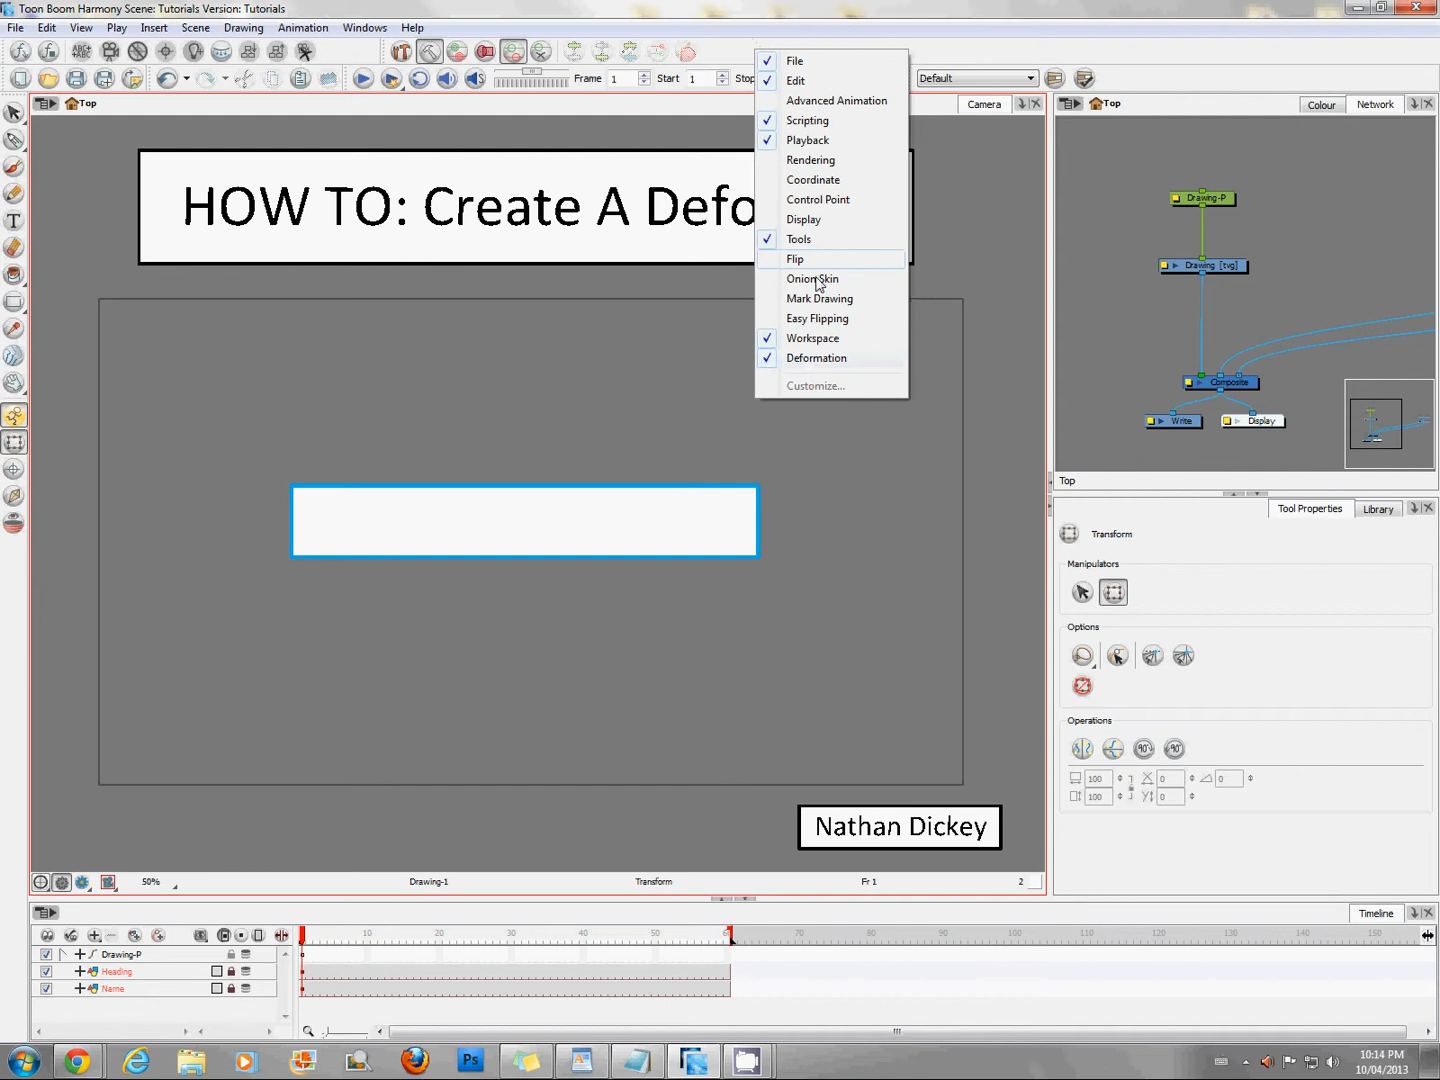 Toon Boom Harmony Scene: Tutorials Version: Tutorials
File Edit View Play Insert Scene Drawing Animation Windows Help
Frame 1 Start 1 Stop Default
Top Camera Top Colour Network
File
Edit
Advanced Animation
Scripting
Playback
Rendering
Coordinate
Control Point
Display
Tools
Flip
Onion Skin
Mark Drawing
Easy Flipping
Workspace
Deformation
Customize...
HOW TO: Create A Defo
Drawing-P
Drawing [tvg]
Composite
Write Display
Top
Tool Properties Library
Transform
Manipulators
Options
Operations
90° 90°
100 0 0
100 0
Nathan Dickey
50% Drawing-1 Transform Fr 1 2
Timeline
10 20 30 40 50 70 80 90 100 110 120 130 140 150
Drawing-P
Heading
Name
Ps
10:14 PM
10/04/2013